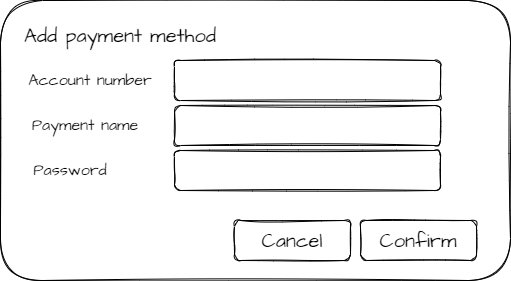 Add payment method
Account number
Payment name
Password
Cancel
Confirm